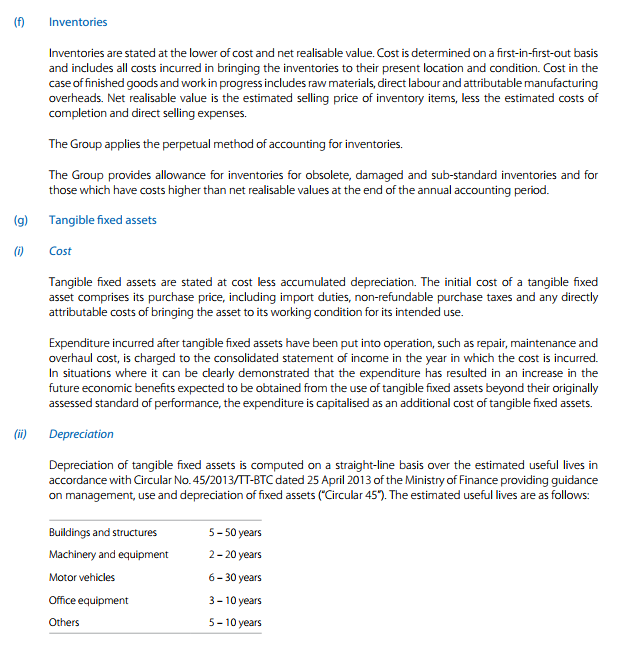 (f) Inventories
Inventories are stated at the lower of cost and net realisable value. Cost is determined on a first-in-first-out basis
and includes all costs incurred in bringing the inventories to their present location and condition. Cost in the
case of finished goods and work in progress includes raw materials, direct labour and attributable manufacturing
overheads. Net realisable value is the estimated selling price of inventory items, less the estimated costs of
completion and direct selling expenses.
The Group applies the perpetual method of accounting for inventories.
The Group provides allowance for inventories for obsolete, damaged and sub-standard inventories and for
those which have costs higher than net realisable values at the end of the annual accounting period.
(g) Tangible fixed assets
(i) Cost
Tangible fixed assets are stated at cost less accumulated depreciation. The initial cost of a tangible fixed
asset comprises its purchase price, including import duties, non-refundable purchase taxes and any directly
attributable costs of bringing the asset to its working condition for its intended use.
Expenditure incurred after tangible fixed assets have been put into operation, such as repair, maintenance and
overhaul cost, is charged to the consolidated statement of income in the year in which the cost is incurred.
In situations where it can be clearly demonstrated that the expenditure has resulted in an increase in the
future economic benefits expected to be obtained from the use of tangible fixed assets beyond their originally
assessed standard of performance, the expenditure is capitalised as an additional cost of tangible fixed assets.
(ii) Depreciation
Depreciation of tangible fixed assets is computed on a straight-line basis over the estimated useful lives in
accordance with Circular No. 45/2013/TT-BTC dated 25 April 2013 of the Ministry of Finance providing guidance
on management, use and depreciation of fixed assets ("Circular 45"). The estimated useful lives are as follows:
Buildings and structures 5 – 50 years
Machinery and equipment 2 – 20 years
Motor vehicles 6 – 30 years
Office equipment 3 – 10 years
Others 5 – 10 years